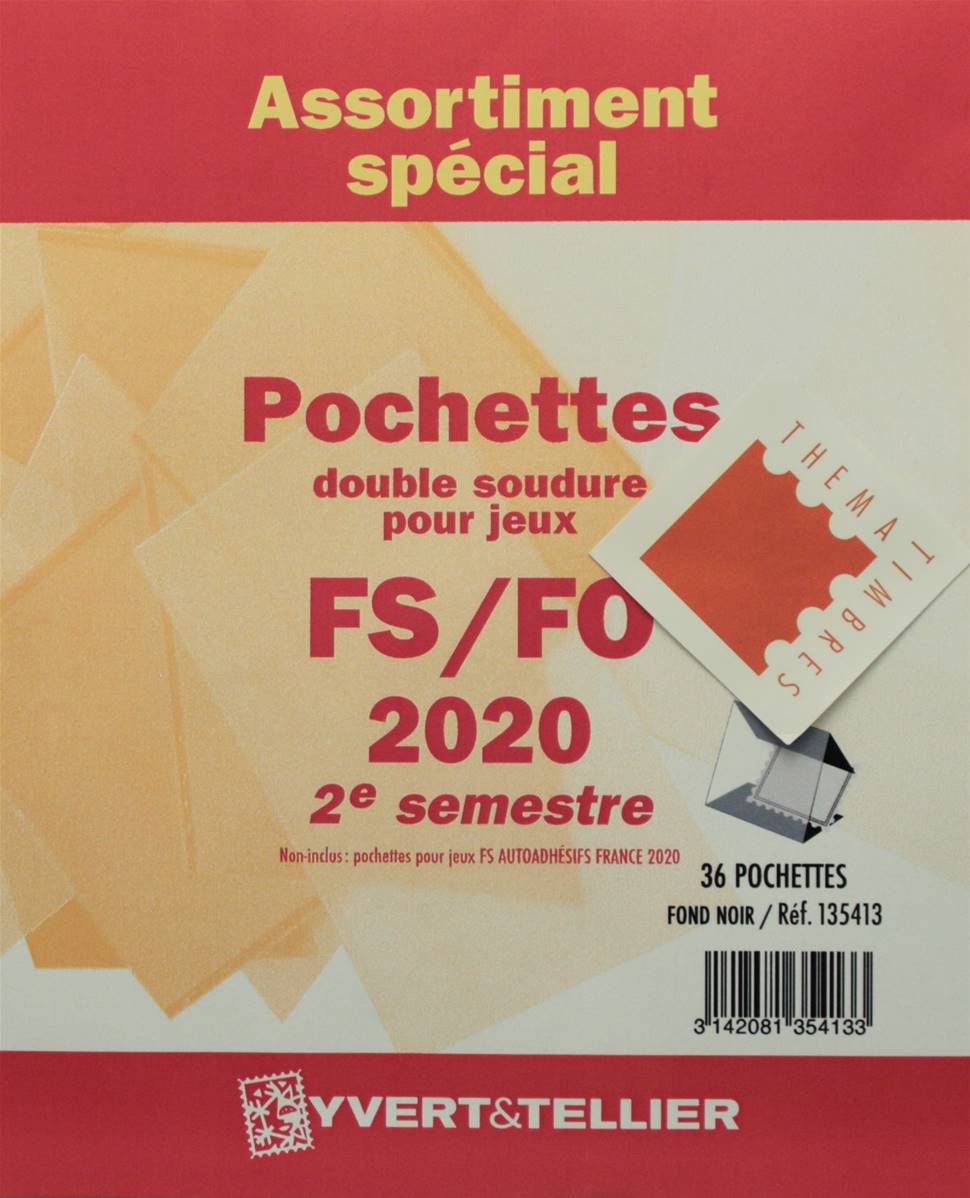 Assortiment
spécial
Pochettes
double soudure
pour jeux
FS/FO
2020
2e semestre
Non-inclus : pochettes pour jeux FS AUTOADHÉSIFS FRANCE 2020
THEMA TIMBRES
36 POCHETTES
FOND NOIR / Réf. 135413
3 142081 354133
YVERT&TELLIER